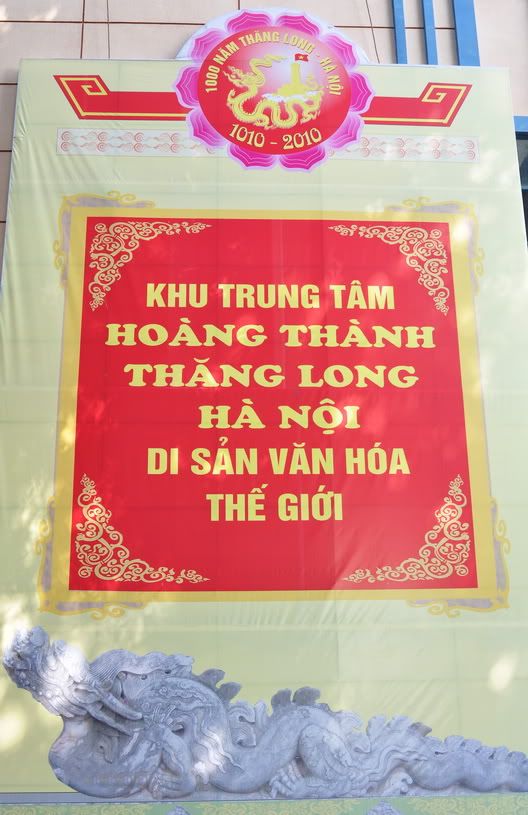 1000 NĂM THĂNG LONG - HÀ NỘI
1010 - 2010
KHU TRUNG TÂM
HOÀNG THÀNH
THĂNG LONG
HÀ NỘI
DI SẢN VĂN HÓA
THẾ GIỚI